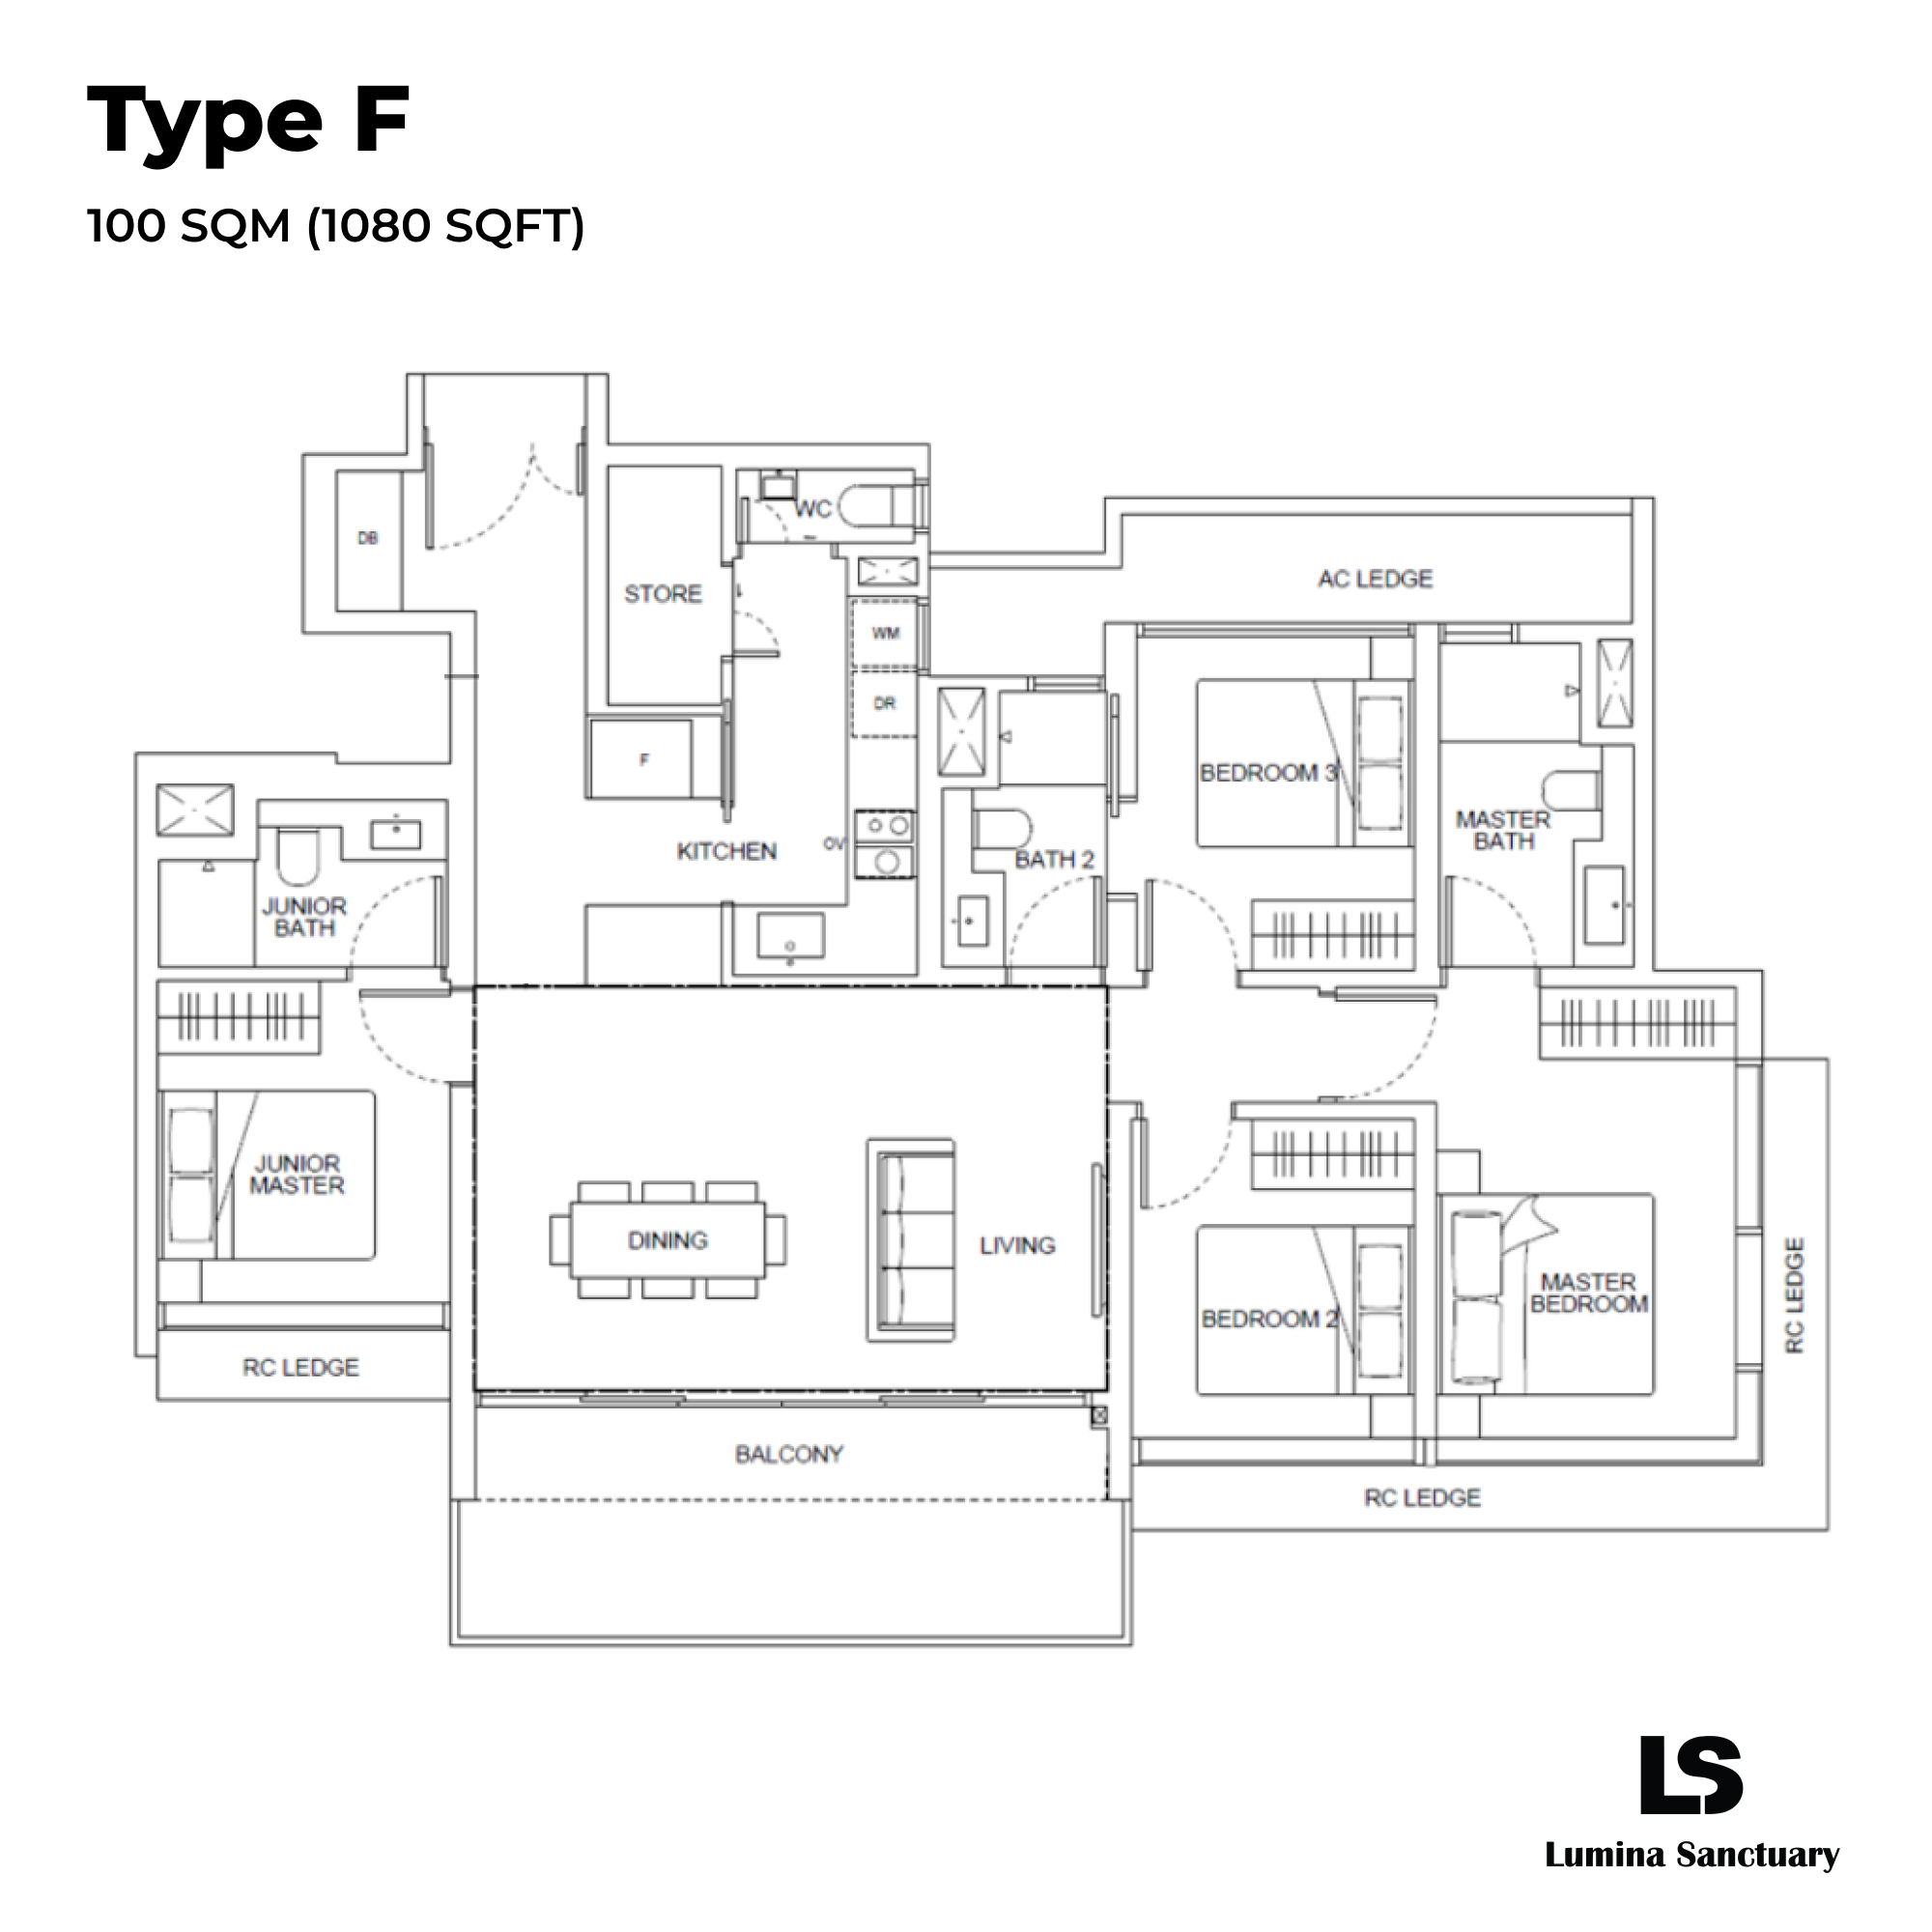 Type F
100 SQM (1080 SQFT)
DB
WC
STORE
AC LEDGE
WM
DR
F
BEDROOM 3
MASTER
BATH
KITCHEN
OV
BATH 2
JUNIOR
BATH
JUNIOR
MASTER
DINING
LIVING
MASTER
BEDROOM
BEDROOM 2
RC LEDGE
RC LEDGE
BALCONY
RC LEDGE
LS
Lumina Sanctuary